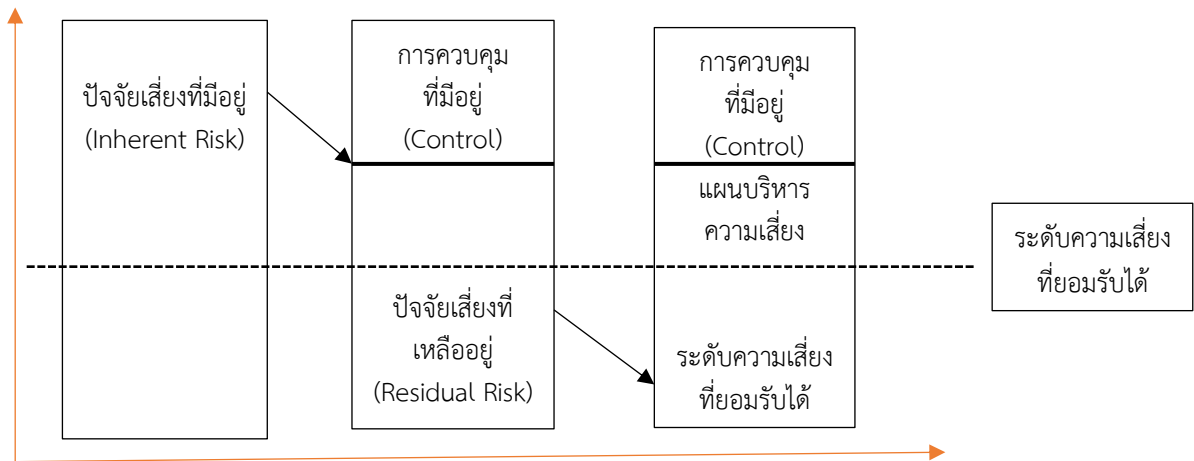 ปัจจัยเสี่ยงที่มีอยู่
(Inherent Risk)
การควบคุม
ที่มีอยู่
(Control)
ปัจจัยเสี่ยงที่
เหลืออยู่
(Residual Risk)
การควบคุม
ที่มีอยู่
(Control)
แผนบริหาร
ความเสี่ยง
ระดับความเสี่ยง
ที่ยอมรับได้
ระดับความเสี่ยง
ที่ยอมรับได้